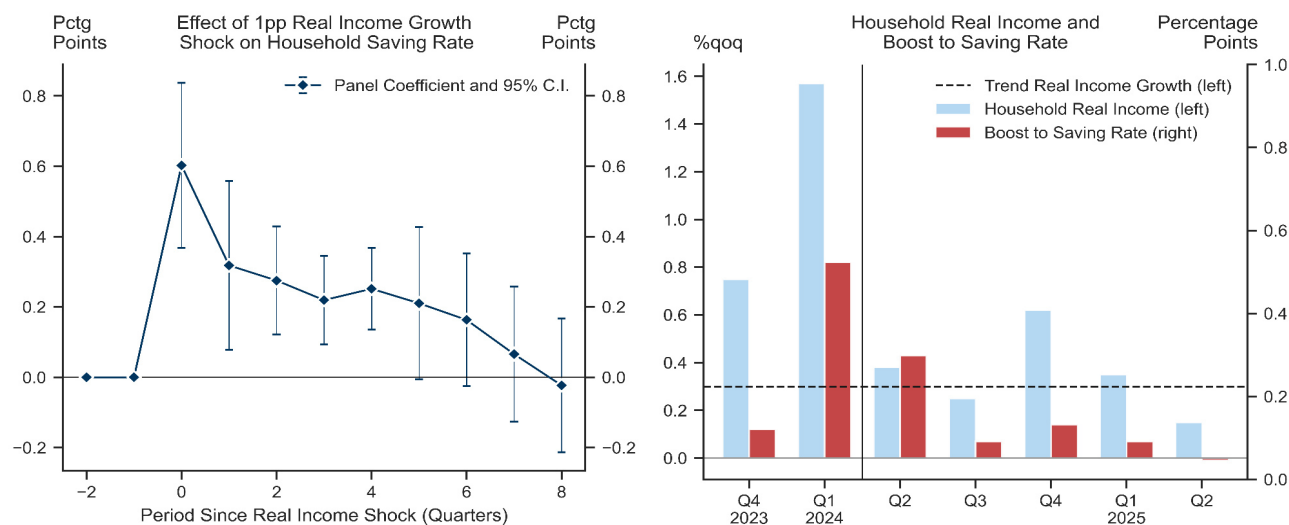 Pctg
Points
Effect of 1pp Real Income Growth
Shock on Household Saving Rate
Pctg
Points
Panel Coefficient and 95% C.I.
0.8
0.6
0.4
0.2
0.0
−0.2
0.8
0.6
0.4
0.2
0.0
−0.2
−2
0
2
4
6
8
Period Since Real Income Shock (Quarters)
%qoq
Household Real Income and
Boost to Saving Rate
Percentage
Points
Trend Real Income Growth (left)
Household Real Income (left)
Boost to Saving Rate (right)
1.6
1.4
1.2
1.0
0.8
0.6
0.4
0.2
0.0
1.0
0.8
0.6
0.4
0.2
0.0
Q4
2023
Q1
2024
Q2
Q3
Q4
Q1
2025
Q2